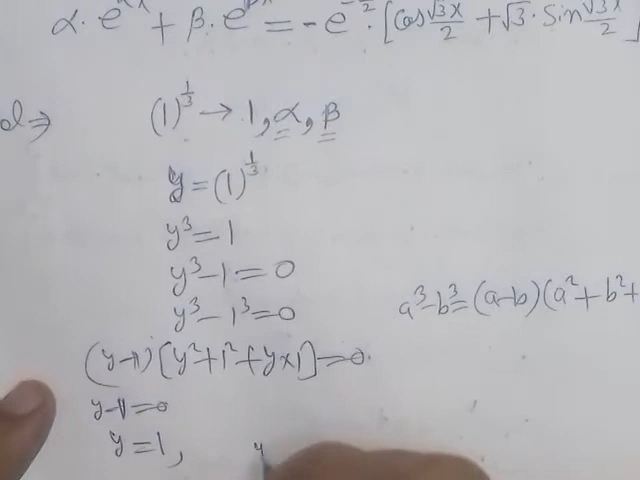 α·e^{αx} + β·e^{βx} = -e^{-x/2}·[Cos √3x/2 + √3·Sin √3x/2]
(1)^{1/3} → 1, α, β
y = (1)^{1/3}
y³ = 1
y³ - 1 = 0
y³ - 1³ = 0
a³ - b³ = (a-b)(a² + b² +
(y-1)[y² + 1² + y×1] = 0
y-1 = 0
y = 1,